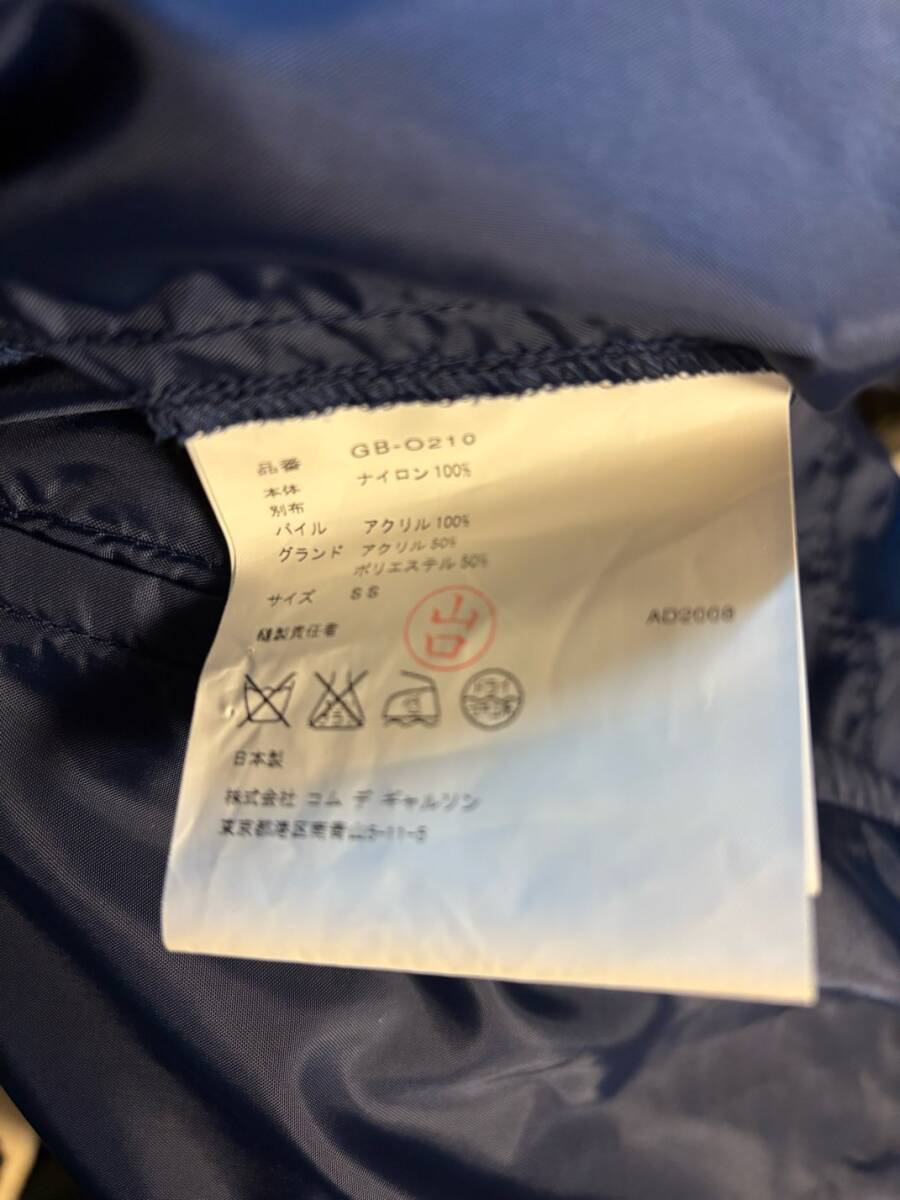 品番 GB-O210
本体 ナイロン100%
別布
パイル アクリル100%
グランド アクリル50%
ポリエステル50%
サイズ SS
縫製責任者 山口
AD2008
日本製
株式会社 コム デ ギャルソン
東京都港区南青山5-11-5